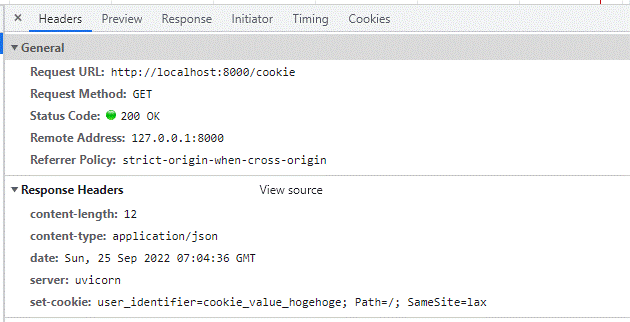 × Headers Preview Response Initiator Timing Cookies
▼ General
Request URL: http://localhost:8000/cookie
Request Method: GET
Status Code: 200 OK
Remote Address: 127.0.0.1:8000
Referrer Policy: strict-origin-when-cross-origin
▼ Response Headers View source
content-length: 12
content-type: application/json
date: Sun, 25 Sep 2022 07:04:36 GMT
server: uvicorn
set-cookie: user_identifier=cookie_value_hogehoge; Path=/; SameSite=lax